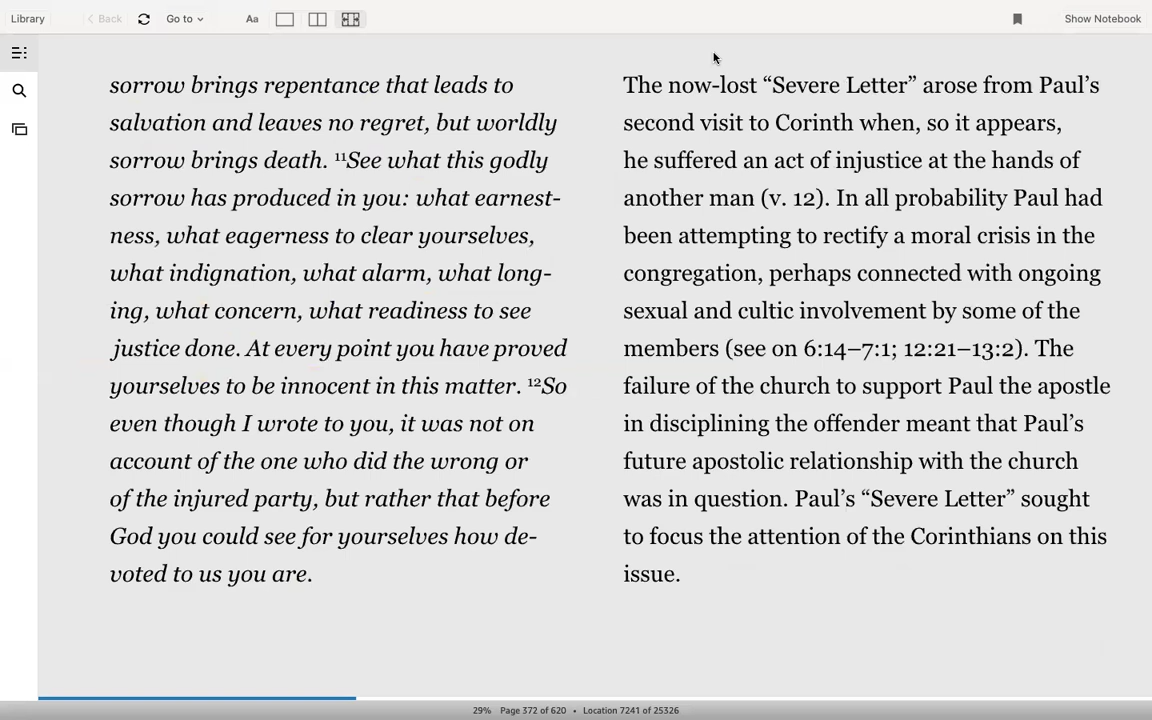 Library
Back
Go to
Aa
Show Notebook
sorrow brings repentance that leads to
salvation and leaves no regret, but worldly
sorrow brings death. ¹¹See what this godly
sorrow has produced in you: what earnest-
ness, what eagerness to clear yourselves,
what indignation, what alarm, what long-
ing, what concern, what readiness to see
justice done. At every point you have proved
yourselves to be innocent in this matter. ¹²So
even though I wrote to you, it was not on
account of the one who did the wrong or
of the injured party, but rather that before
God you could see for yourselves how de-
voted to us you are.
The now-lost “Severe Letter” arose from Paul’s
second visit to Corinth when, so it appears,
he suffered an act of injustice at the hands of
another man (v. 12). In all probability Paul had
been attempting to rectify a moral crisis in the
congregation, perhaps connected with ongoing
sexual and cultic involvement by some of the
members (see on 6:14–7:1; 12:21–13:2). The
failure of the church to support Paul the apostle
in disciplining the offender meant that Paul’s
future apostolic relationship with the church
was in question. Paul’s “Severe Letter” sought
to focus the attention of the Corinthians on this
issue.
29% Page 372 of 620 • Location 7241 of 25326